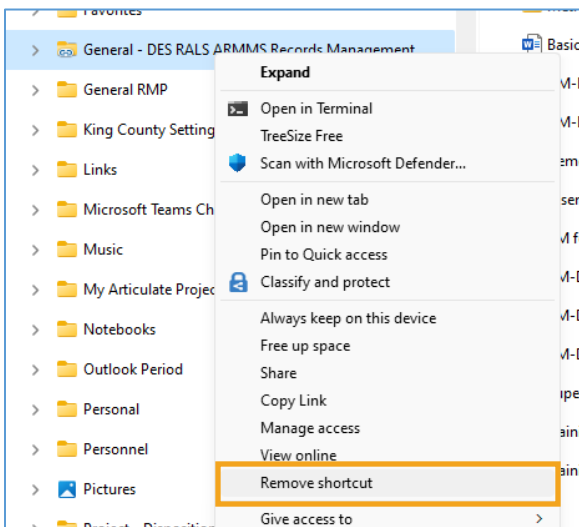 Favorites
General - DES RALS ARMMS Records Management
General RMP
King County Setting
Links
Microsoft Teams Ch
Music
My Articulate Projec
Notebooks
Outlook Period
Personal
Personnel
Pictures
Expand
Open in Terminal
TreeSize Free
Scan with Microsoft Defender...
Open in new tab
Open in new window
Pin to Quick access
Classify and protect
Always keep on this device
Free up space
Share
Copy Link
Manage access
View online
Remove shortcut
Give access to
Basic